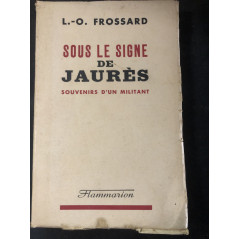 L.-O. FROSSARD
SOUS LE SIGNE
DE
JAURÈS
SOUVENIRS D'UN MILITANT
Flammarion